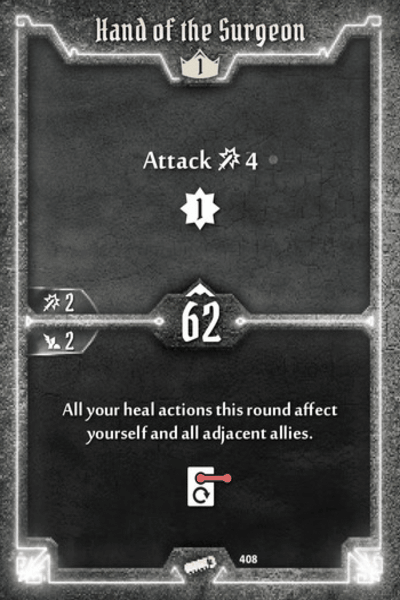 Hand of the Surgeon
1
Attack 4
1
2
62
2
All your heal actions this round affect
yourself and all adjacent allies.
408